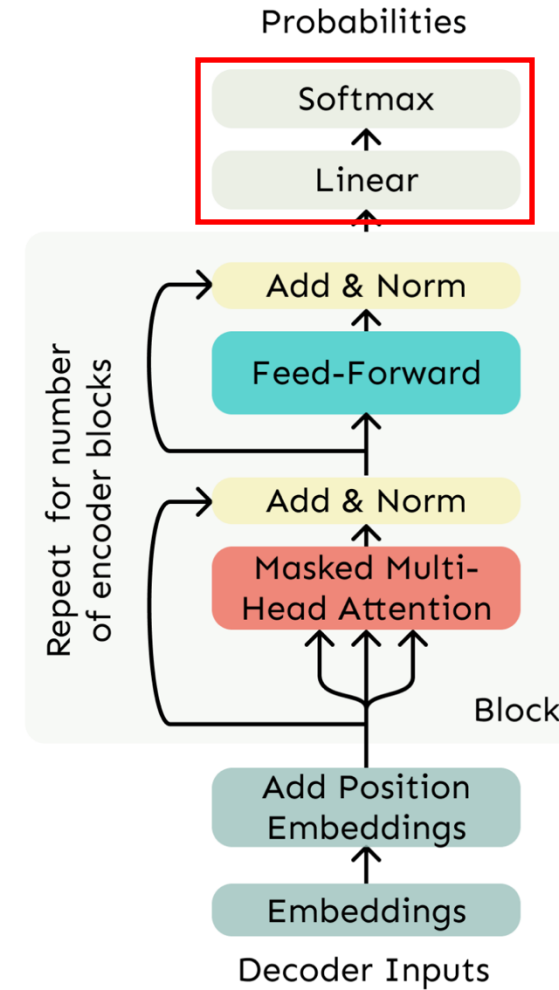 Probabilities
Softmax
Linear
Add & Norm
Feed-Forward
Add & Norm
Masked Multi-
Head Attention
Repeat for number
of encoder blocks
Block
Add Position
Embeddings
Embeddings
Decoder Inputs